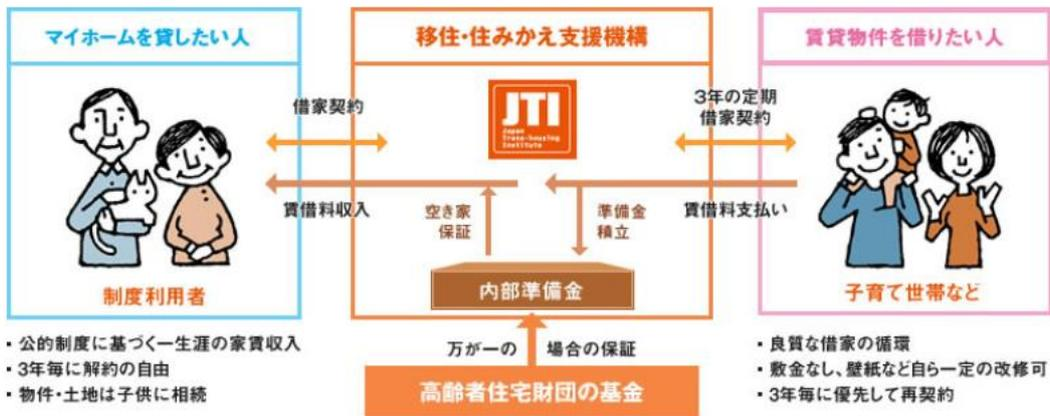 マイホームを貸したい人
移住・住みかえ支援機構
賃貸物件を借りたい人
JTI
Japan
Trans-housing
Institute
借家契約
3年の定期
借家契約
賃借料収入
空き家
保証
準備金
積立
賃借料支払い
内部準備金
制度利用者
子育て世帯など
万が一の 場合の保証
高齢者住宅財団の基金
・公的制度に基づく一生涯の家賃収入
・3年毎に解約の自由
・物件・土地は子供に相続
・良質な借家の循環
・敷金なし、壁紙など自ら一定の改修可
・3年毎に優先して再契約